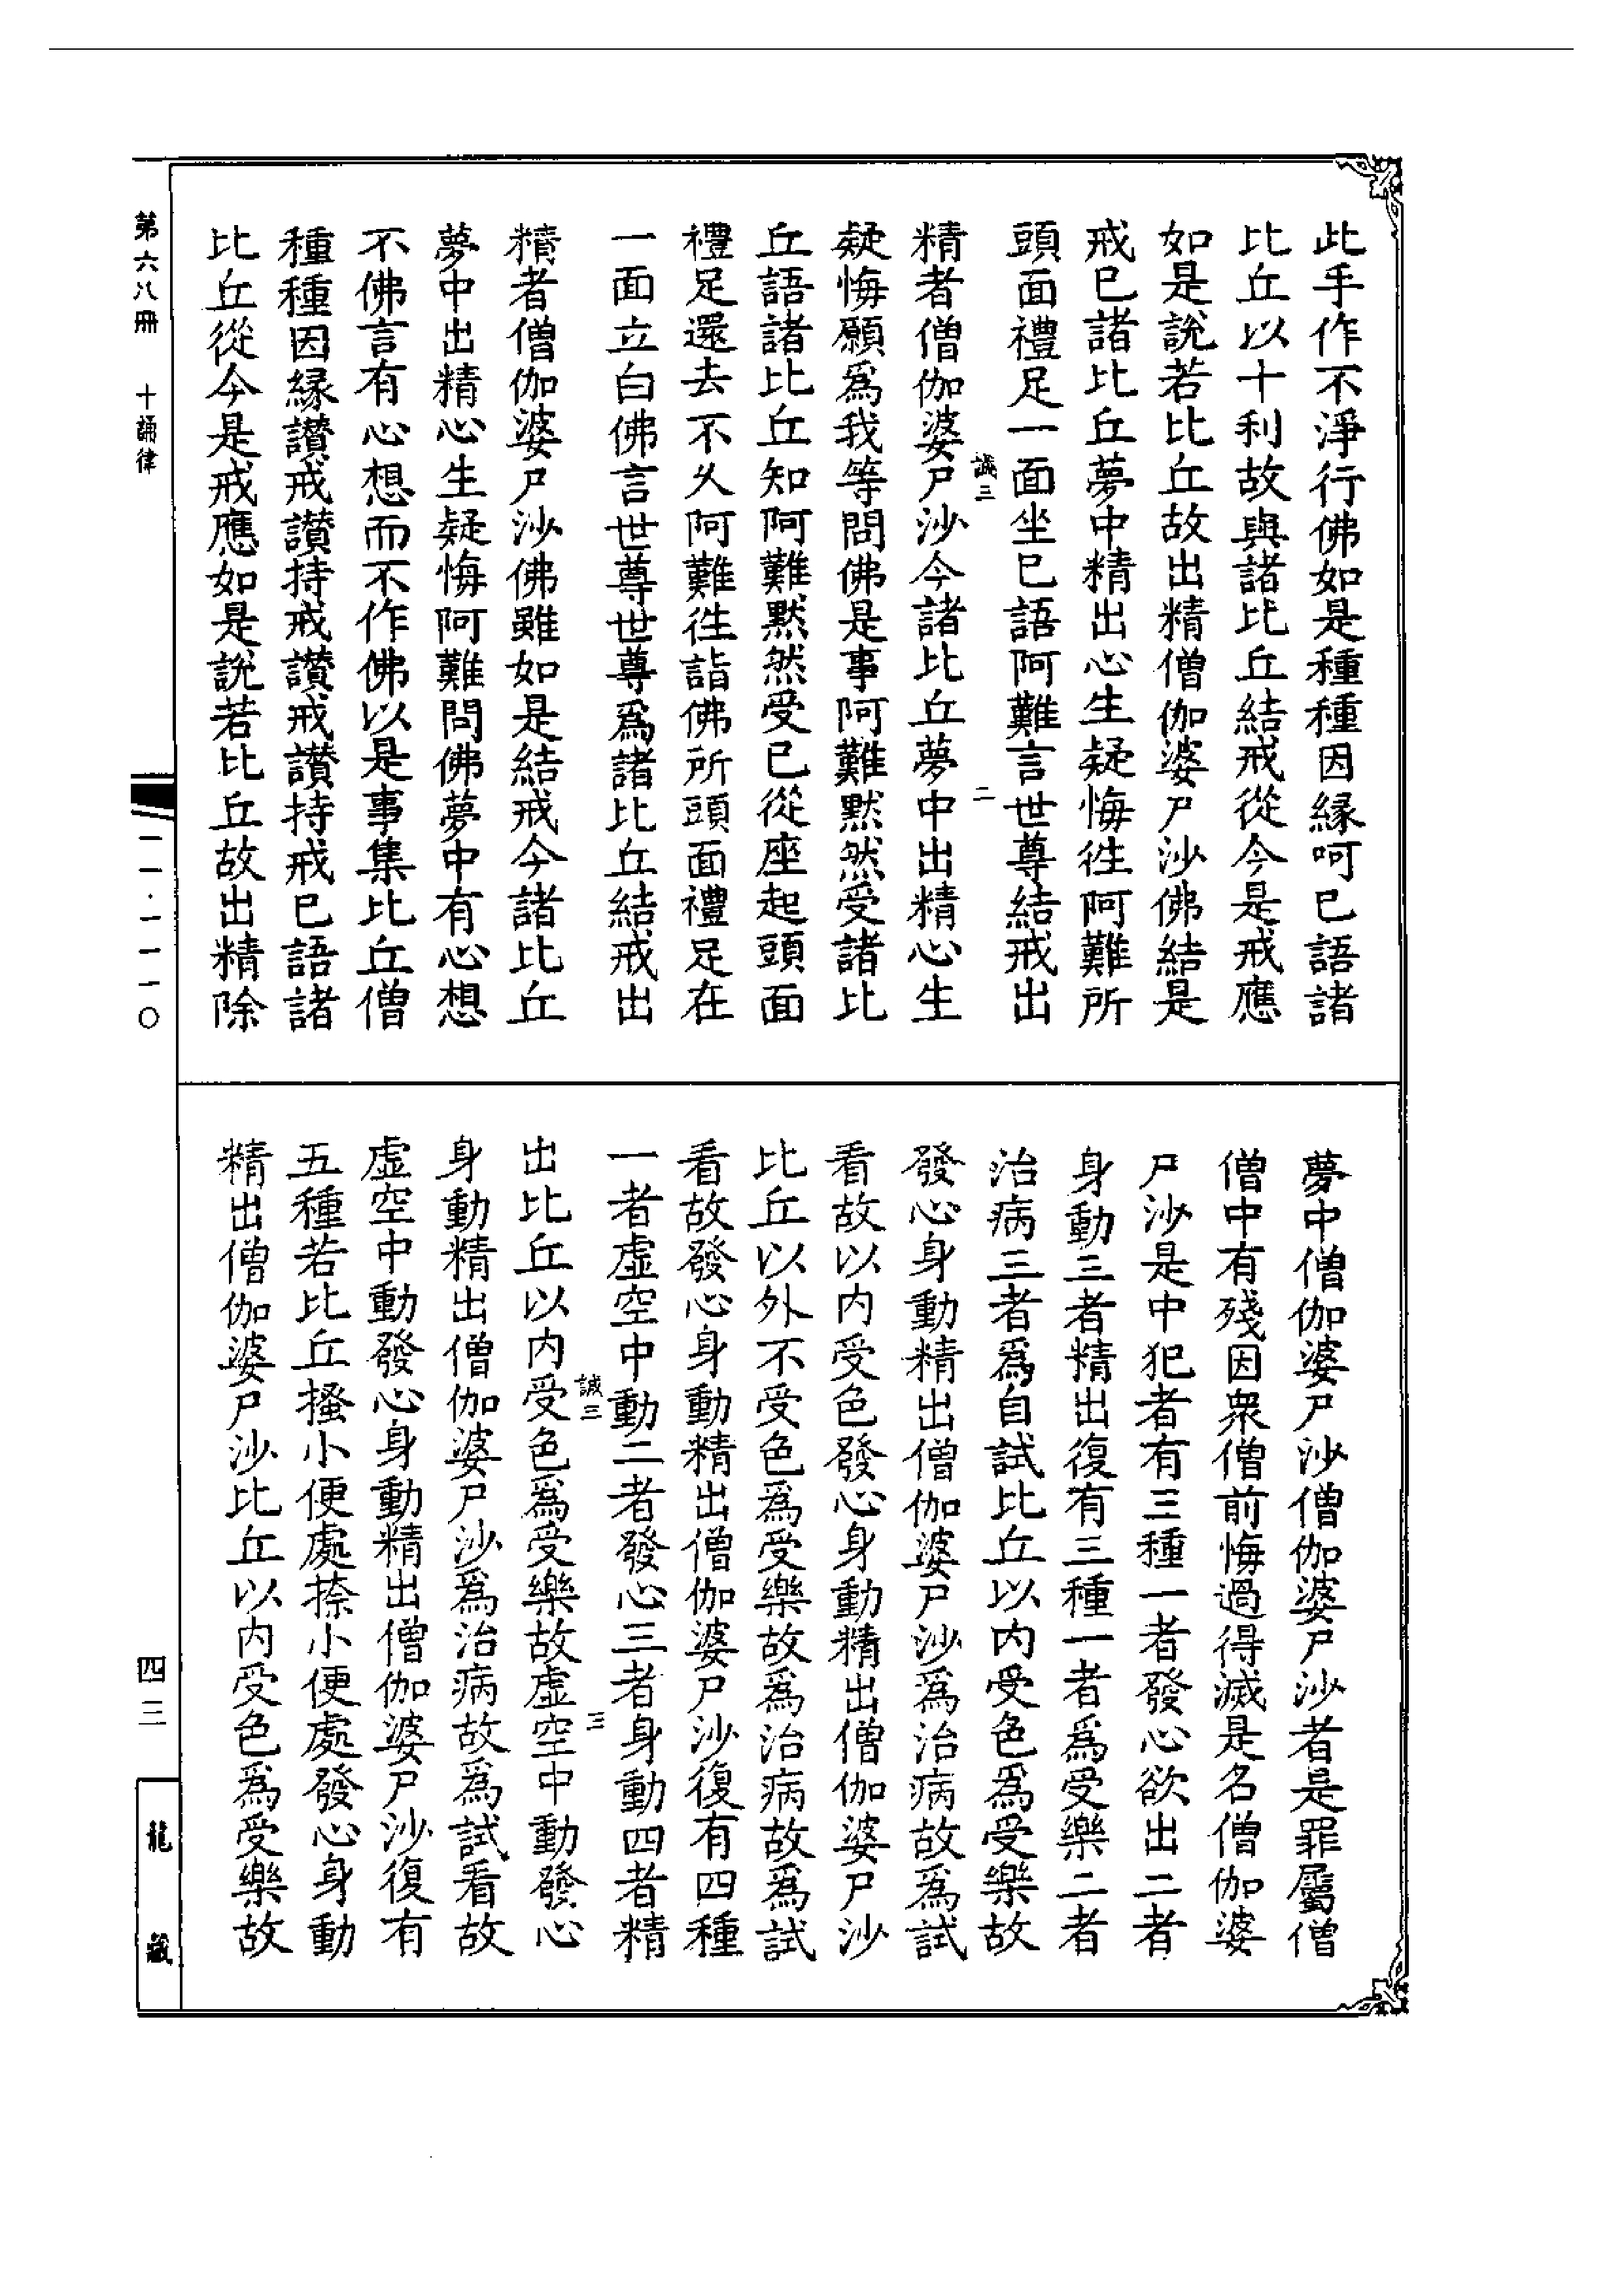 此手作不淨行佛如是種種因緣呵已語諸
比丘以十利故與諸比丘結戒從今是戒應
如是說若比丘故出精僧伽婆尸沙佛結是
戒已諸比丘夢中精出心生疑悔往阿難所
頭面禮足一面坐已語阿難言世尊結戒出
誠三
二
精者僧伽婆尸沙今諸比丘夢中出精心生
疑悔願爲我等問佛是事阿難默然受諸比
丘語諸比丘知阿難默然受已從座起頭面
禮足還去不久阿難往詣佛所頭面禮足在
一面立白佛言世尊世尊爲諸比丘結戒出
精者僧伽婆尸沙佛雖如是結戒今諸比丘
夢中出精心生疑悔阿難問佛夢中有心想
不佛言有心想而不作佛以是事集比丘僧
種種因緣讃戒讃持戒讃戒讃持戒已語諸
比丘從今是戒應如是說若比丘故出精除
夢中僧伽婆尸沙僧伽婆尸沙者是罪屬僧
僧中有殘因衆僧前悔過得滅是名僧伽婆
尸沙是中犯者有三種一者發心欲出二者
身動三者精出復有三種一者爲受樂二者
治病三者爲自試比丘以內受色爲受樂故
發心身動精出僧伽婆尸沙爲治病故爲試
看故以內受色發心身動精出僧伽婆尸沙
比丘以外不受色爲受樂故爲治病故爲試
看故發心身動精出僧伽婆尸沙復有四種
一者虛空中動二者發心三者身動四者精
誠三
三
出比丘以內受色爲受樂故虛空中動發心
身動精出僧伽婆尸沙爲治病故爲試看故
虛空中動發心身動精出僧伽婆尸沙復有
五種若比丘搔小便處捺小便處發心身動
精出僧伽婆尸沙比丘以內受色爲受樂故
第六八冊 十誦律
一一·一一一〇
四三
龍藏